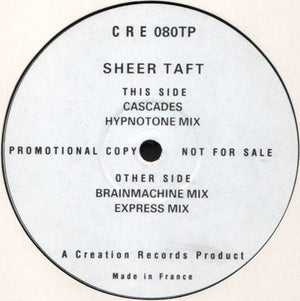 CRE 080TP
SHEER TAFT
THIS SIDE
CASCADES
HYPNOTONE MIX
PROMOTIONAL COPY NOT FOR SALE
OTHER SIDE
BRAINMACHINE MIX
EXPRESS MIX
A Creation Records Product
Made in France